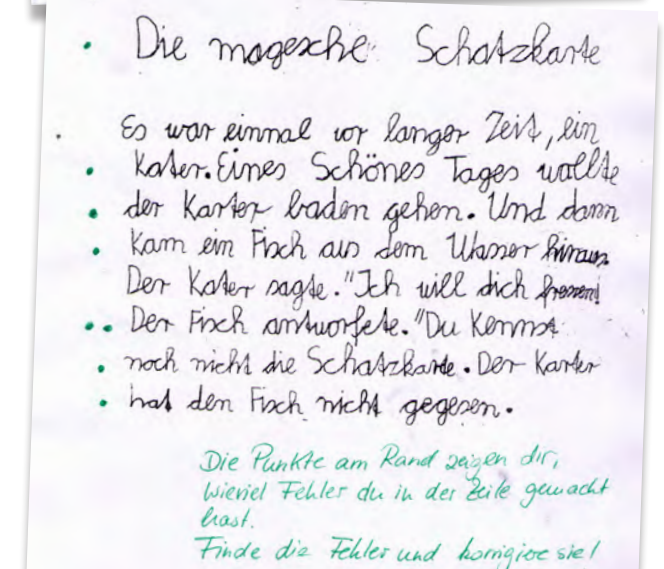 Die magesche Schatzkarte
Es war einmal vor langer Zeit, ein
Kater. Eines Schönes Tages wollte
der Karter baden gehen. Und dann
Kam ein Fisch aus dem Wasser hinaus
Der Kater sagte."Ich will dich fressen!
Der Fisch antwortete."Du Kennst
noch nicht die Schatzkarte. Der Karter
hat den Fisch nicht gegesen.
Die Punkte am Rand zeigen dir,
wieviel Fehler du in der Zeile gemacht
hast.
Finde die Fehler und korrigiere sie!